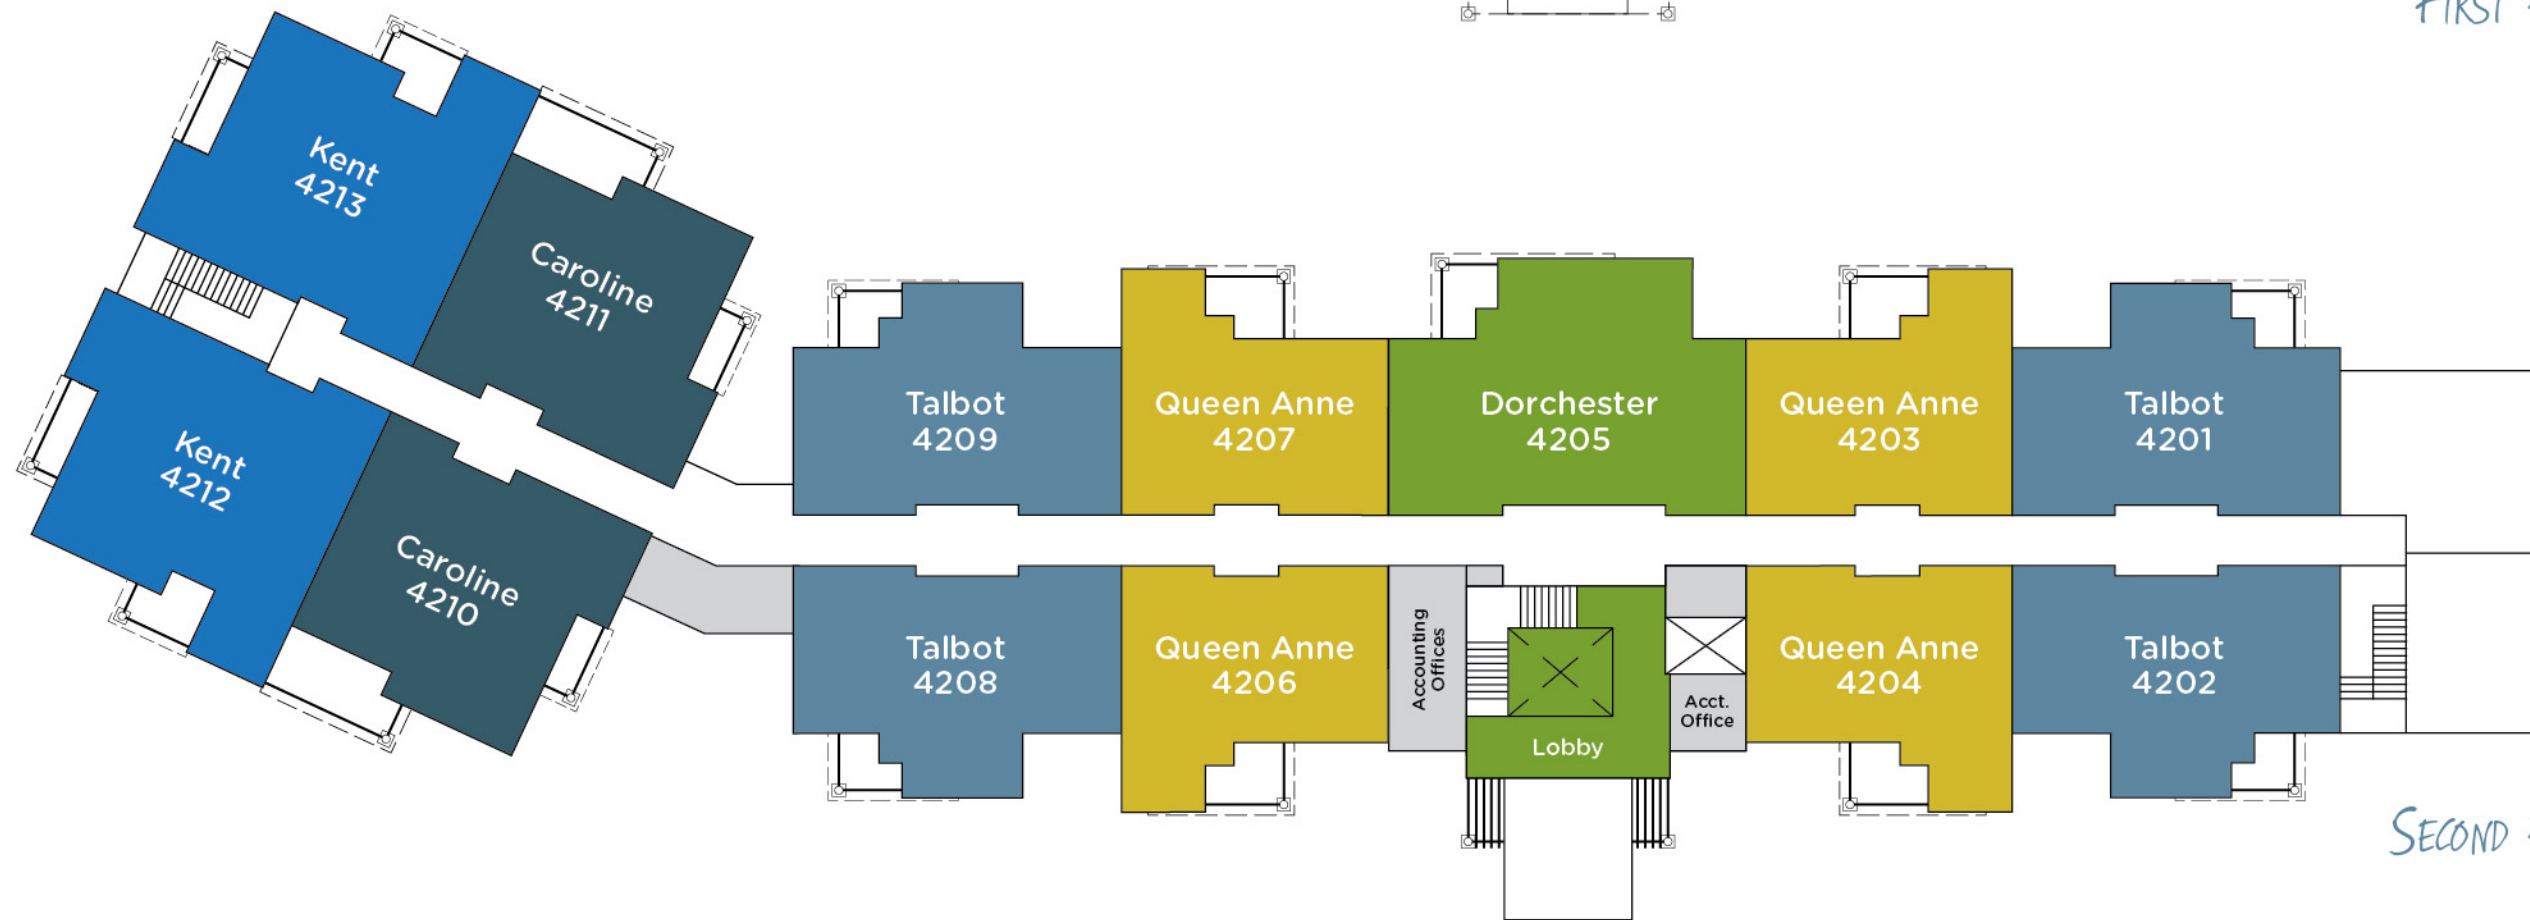 FIRST
Kent
4213
Caroline
4211
Talbot
4209
Queen Anne
4207
Dorchester
4205
Queen Anne
4203
Talbot
4201
Kent
4212
Caroline
4210
Talbot
4208
Queen Anne
4206
Accounting
Offices
Lobby
Acct.
Office
Queen Anne
4204
Talbot
4202
SECOND